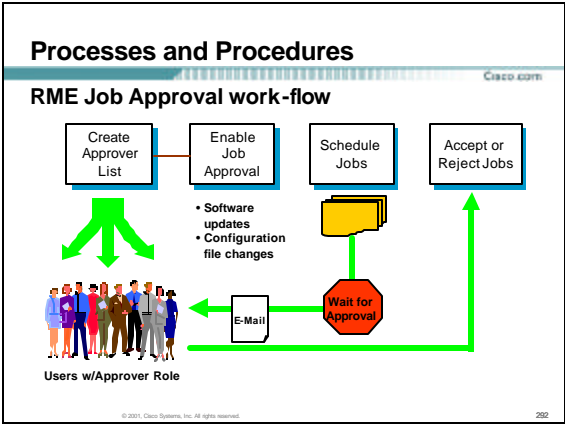 Processes and Procedures
Cisco.com
RME Job Approval work-flow
Create
Approver
List
Enable
Job
Approval
Schedule
Jobs
Accept or
Reject Jobs
• Software
updates
• Configuration
file changes
E-Mail
Wait for
Approval
Users w/Approver Role
© 2001, Cisco Systems, Inc. All rights reserved.
292